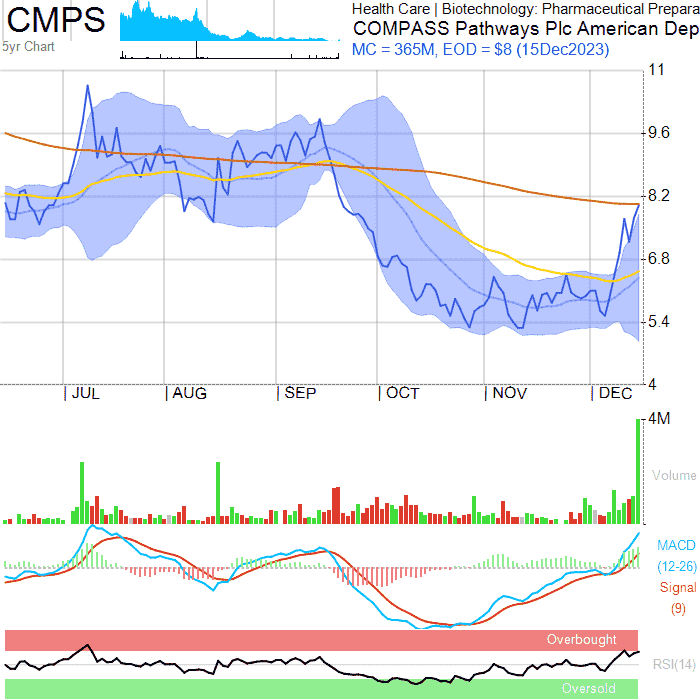 CMPS
5yr Chart
Health Care | Biotechnology: Pharmaceutical Prepara
COMPASS Pathways Plc American Dep
MC = 365M, EOD = $8 (15Dec2023)
11
9.6
8.2
6.8
5.4
4
JUL
AUG
SEP
OCT
NOV
DEC
4M
Volume
MACD
(12-26)
Signal
(9)
Overbought
RSI(14)
Oversold